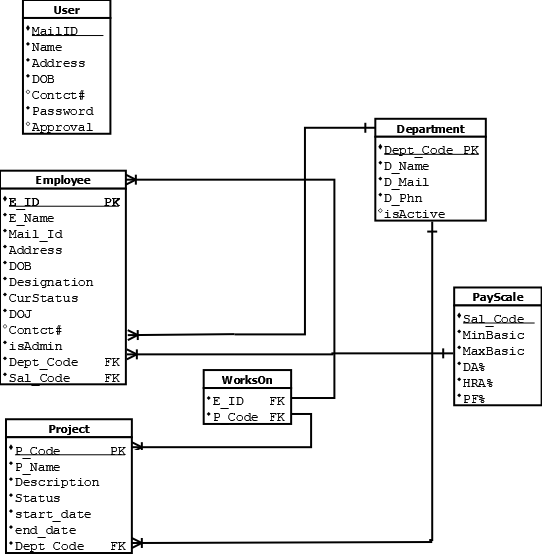 User
MailID
Name
Address
DOB
Contct#
Password
Approval
Department
Dept_Code PK
D_Name
D_Mail
D_Phn
isActive
Employee
E_ID PK
E_Name
Mail_Id
Address
DOB
Designation
CurStatus
DOJ
Contct#
isAdmin
Dept_Code FK
Sal_Code FK
PayScale
Sal_Code
MinBasic
MaxBasic
DA%
HRA%
PF%
WorksOn
E_ID FK
P_Code FK
Project
P_Code PK
P_Name
Description
Status
start_date
end_date
Dept_Code FK